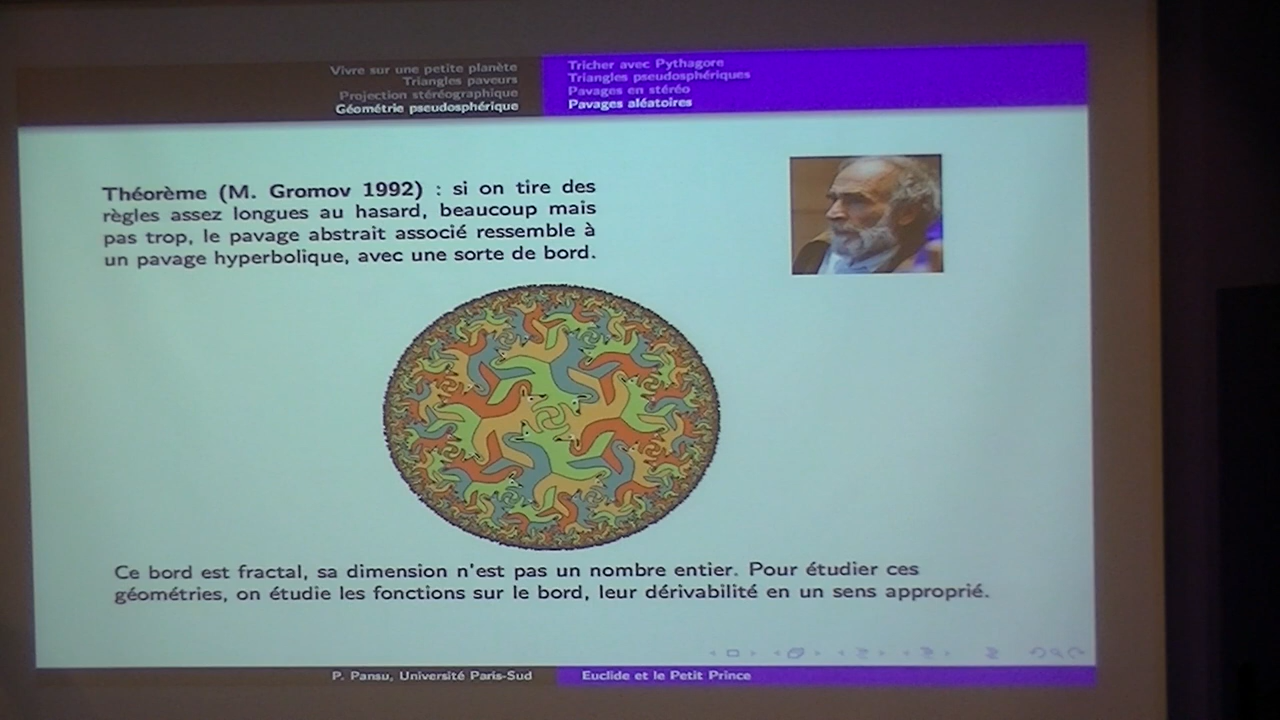 Vivre sur une petite planète
Triangles paveurs
Projection stéréographique
Géométrie pseudosphérique
Tricher avec Pythagore
Triangles pseudosphériques
Pavages en stéréo
Pavages aléatoires
Théorème (M. Gromov 1992) : si on tire des
règles assez longues au hasard, beaucoup mais
pas trop, le pavage abstrait associé ressemble à
un pavage hyperbolique, avec une sorte de bord.
Ce bord est fractal, sa dimension n'est pas un nombre entier. Pour étudier ces
géométries, on étudie les fonctions sur le bord, leur dérivabilité en un sens approprié.
P. Pansu, Université Paris-Sud
Euclide et le Petit Prince